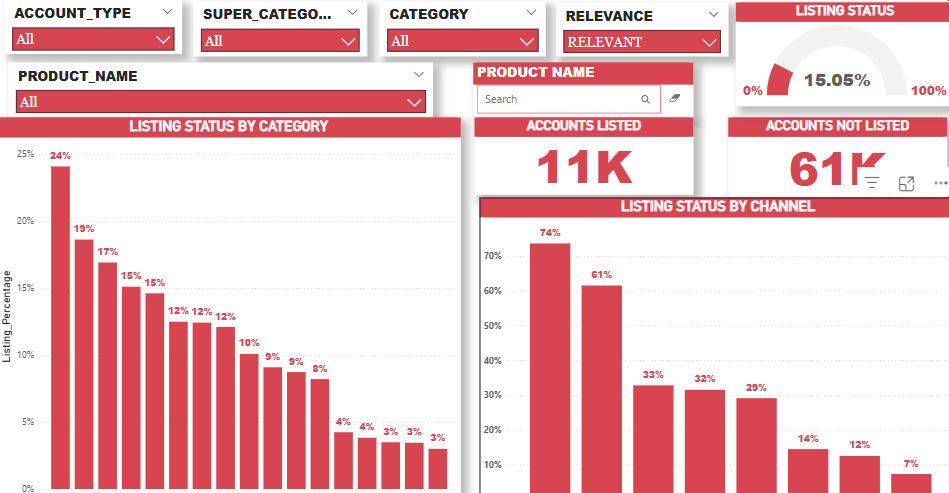 ACCOUNT_TYPE
All
SUPER_CATEGO...
All
CATEGORY
All
RELEVANCE
RELEVANT
LISTING STATUS
0%
15.05%
100%
PRODUCT_NAME
All
PRODUCT NAME
Search
LISTING STATUS BY CATEGORY
Listing_Percentage
25%
20%
15%
10%
5%
0%
24%
19%
17%
15%
15%
12%
12%
12%
10%
9%
9%
8%
4%
4%
3%
3%
3%
ACCOUNTS LISTED
11K
ACCOUNTS NOT LISTED
61K
LISTING STATUS BY CHANNEL
70%
60%
50%
40%
30%
20%
10%
74%
61%
33%
32%
29%
14%
12%
7%